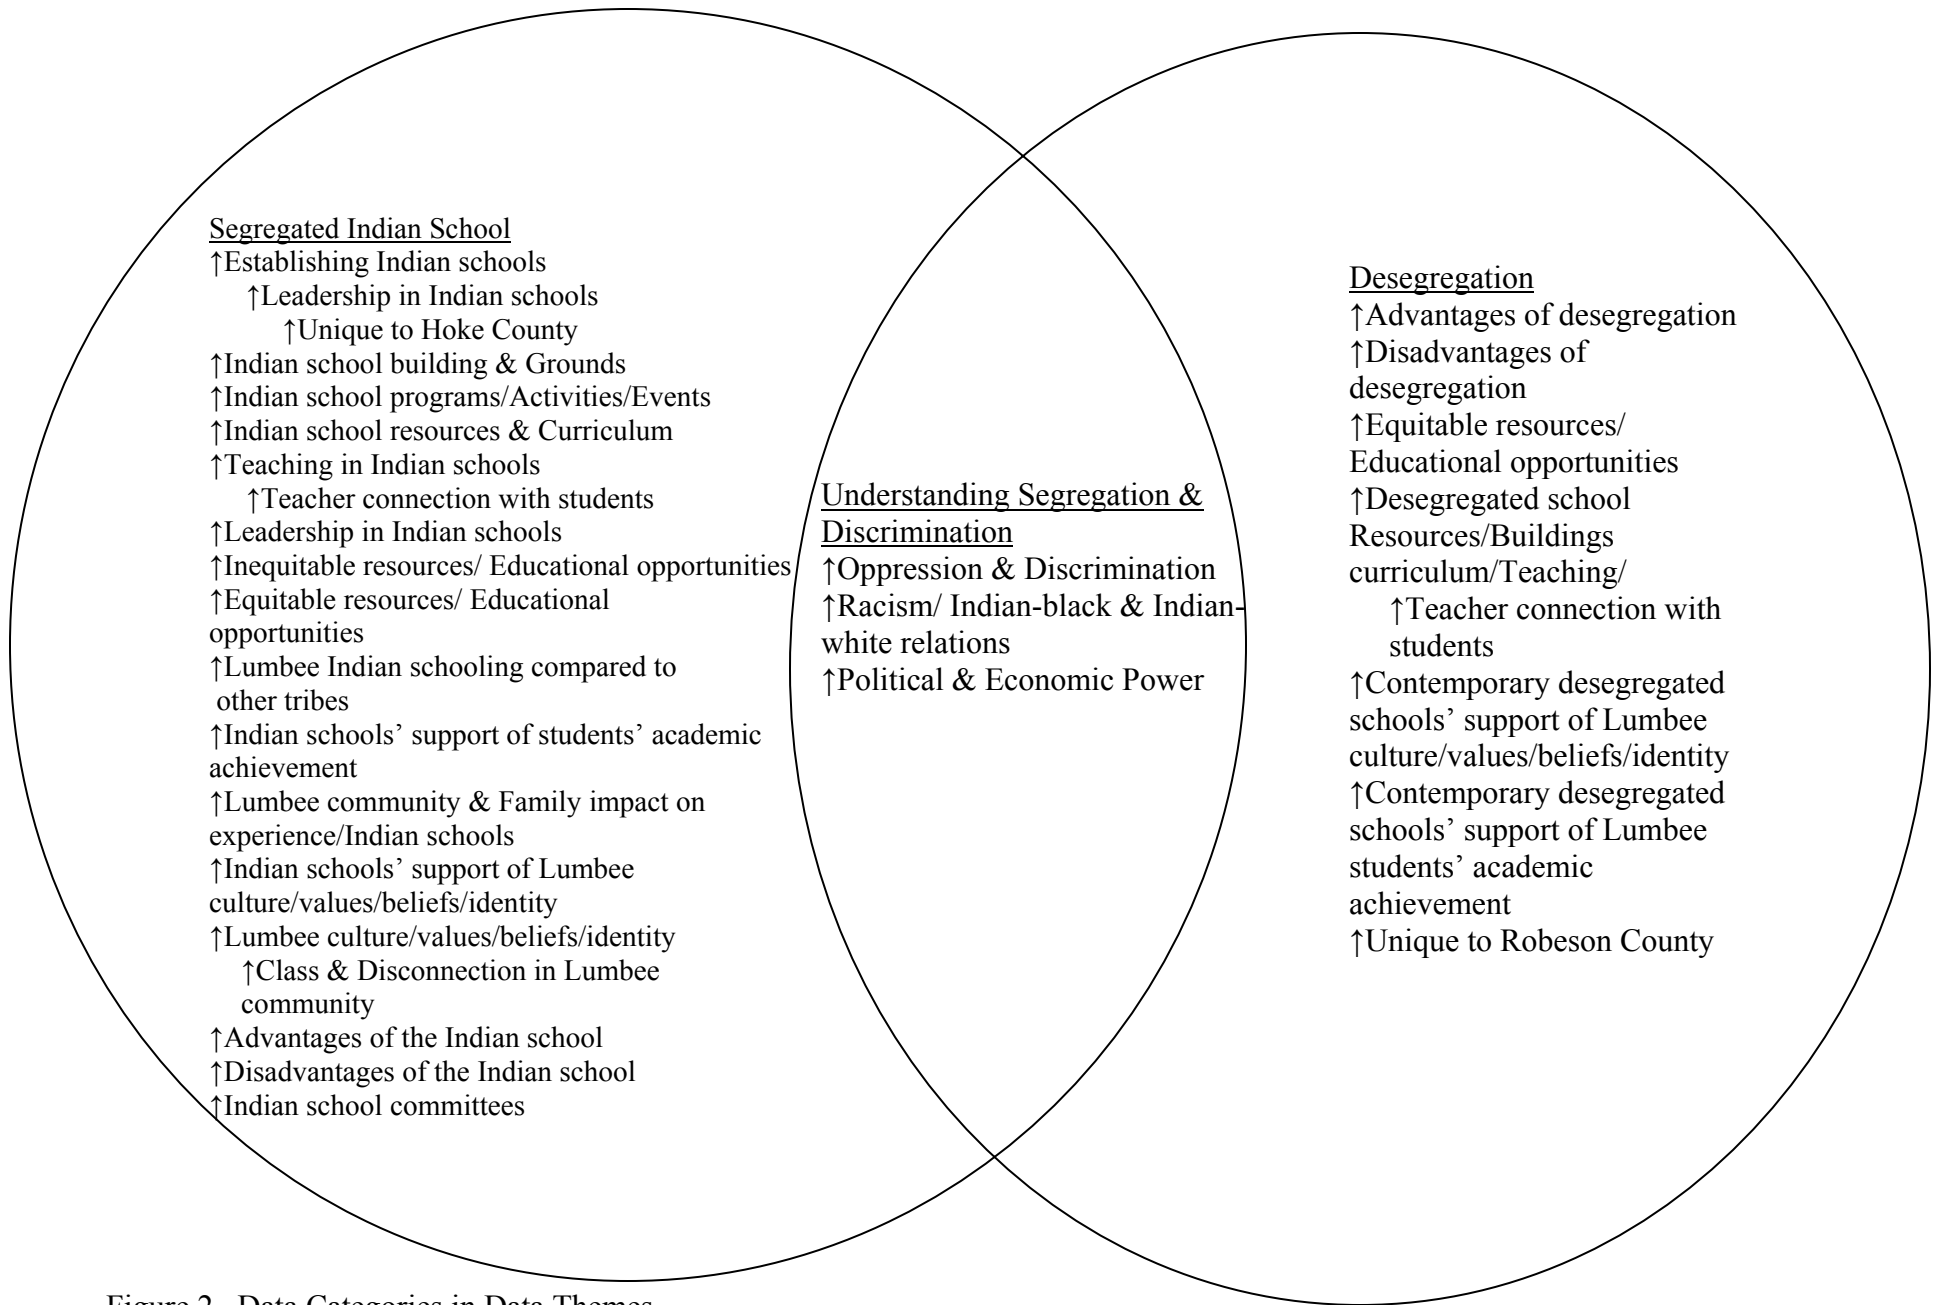 Segregated Indian School
↑Establishing Indian schools
↑Leadership in Indian schools
↑Unique to Hoke County
↑Indian school building & Grounds
↑Indian school programs/Activities/Events
↑Indian school resources & Curriculum
↑Teaching in Indian schools
↑Teacher connection with students
↑Leadership in Indian schools
↑Inequitable resources/ Educational opportunities
↑Equitable resources/ Educational
opportunities
↑Lumbee Indian schooling compared to
other tribes
↑Indian schools’ support of students’ academic
achievement
↑Lumbee community & Family impact on
experience/Indian schools
↑Indian schools’ support of Lumbee
culture/values/beliefs/identity
↑Lumbee culture/values/beliefs/identity
↑Class & Disconnection in Lumbee
community
↑Advantages of the Indian school
↑Disadvantages of the Indian school
↑Indian school committees
Understanding Segregation &
Discrimination
↑Oppression & Discrimination
↑Racism/ Indian-black & Indian-
white relations
↑Political & Economic Power
Desegregation
↑Advantages of desegregation
↑Disadvantages of
desegregation
↑Equitable resources/
Educational opportunities
↑Desegregated school
Resources/Buildings
curriculum/Teaching/
↑Teacher connection with
students
↑Contemporary desegregated
schools’ support of Lumbee
culture/values/beliefs/identity
↑Contemporary desegregated
schools’ support of Lumbee
students’ academic
achievement
↑Unique to Robeson County
Figure 2. Data Categories in Data Themes